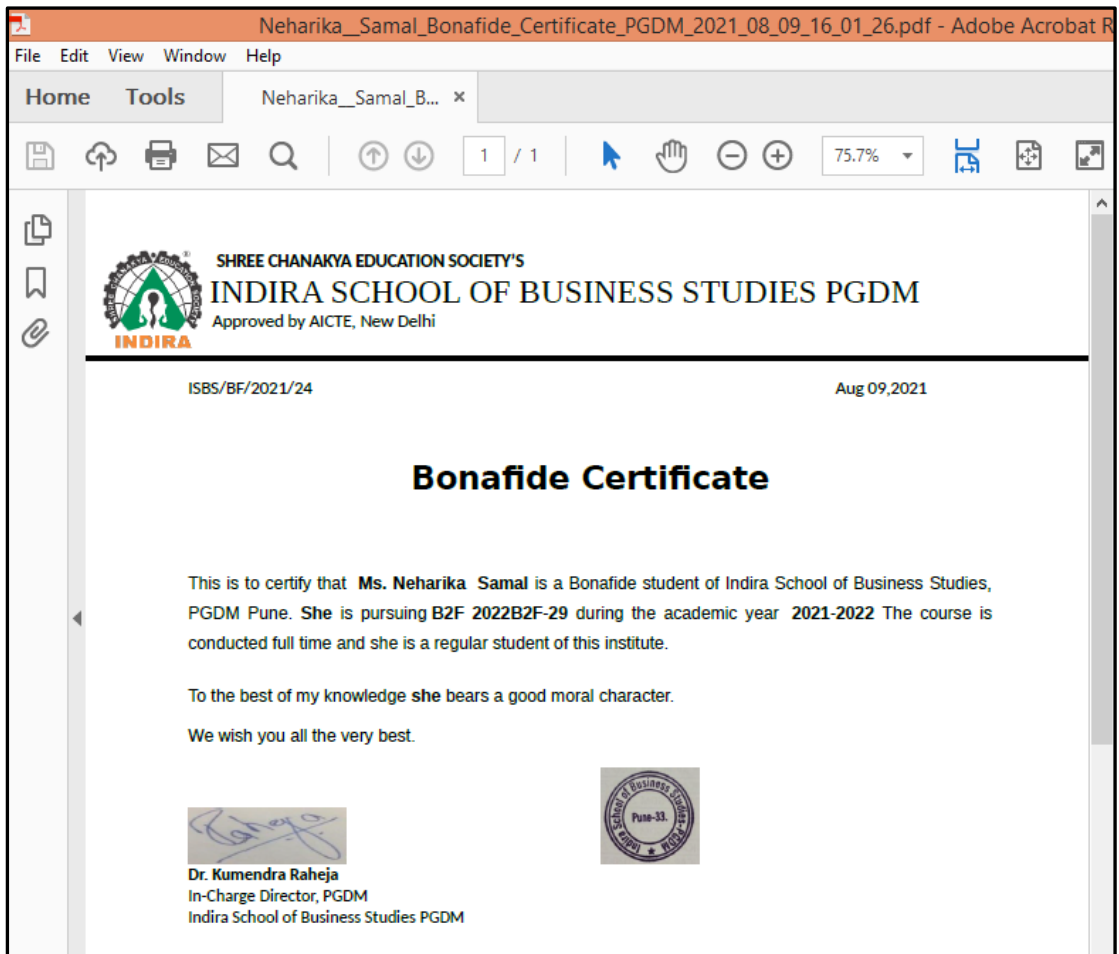 Neharika__Samal_Bonafide_Certificate_PGDM_2021_08_09_16_01_26.pdf - Adobe Acrobat R
File Edit View Window Help
Home Tools Neharika__Samal_B... ×
1 / 1 75.7%
SHREE CHANAKYA EDUCATION SOCIETY'S
INDIRA SCHOOL OF BUSINESS STUDIES PGDM
Approved by AICTE, New Delhi
SHREE CHANAKYA EDUCATION SOCIETY ®
INDIRA
ISBS/BF/2021/24 Aug 09,2021
Bonafide Certificate
This is to certify that Ms. Neharika Samal is a Bonafide student of Indira School of Business Studies,
PGDM Pune. She is pursuing B2F 2022B2F-29 during the academic year 2021-2022 The course is
conducted full time and she is a regular student of this institute.
To the best of my knowledge she bears a good moral character.
We wish you all the very best.
Raheja
Indira School of Business Studies-PGDM
Pune-33.
Dr. Kumendra Raheja
In-Charge Director, PGDM
Indira School of Business Studies PGDM